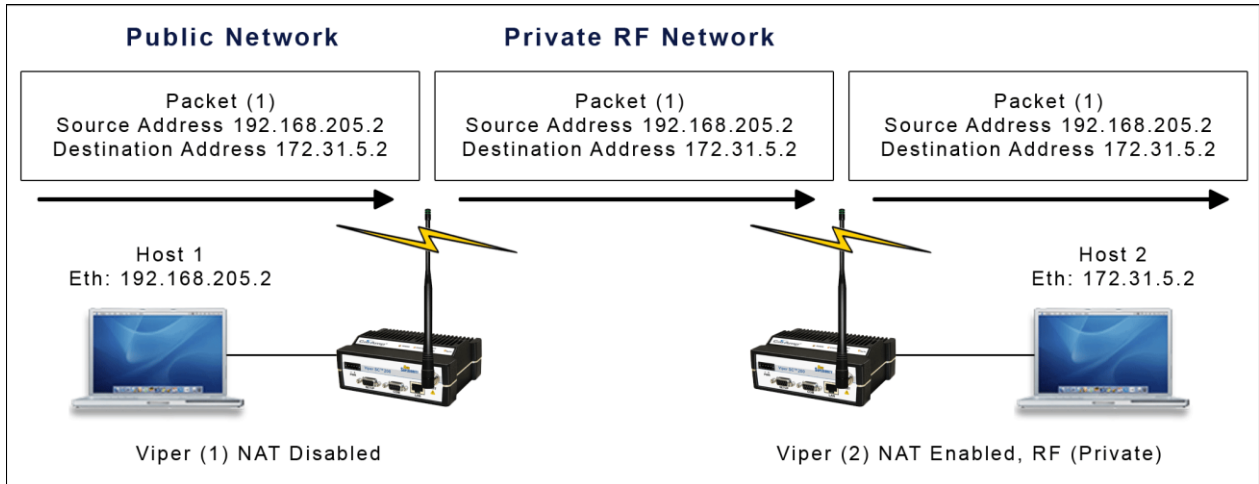 Public Network
Private RF Network
Packet (1)
Source Address 192.168.205.2
Destination Address 172.31.5.2
Packet (1)
Source Address 192.168.205.2
Destination Address 172.31.5.2
Packet (1)
Source Address 192.168.205.2
Destination Address 172.31.5.2
Host 1
Eth: 192.168.205.2
Host 2
Eth: 172.31.5.2
Viper (1) NAT Disabled
Viper (2) NAT Enabled, RF (Private)